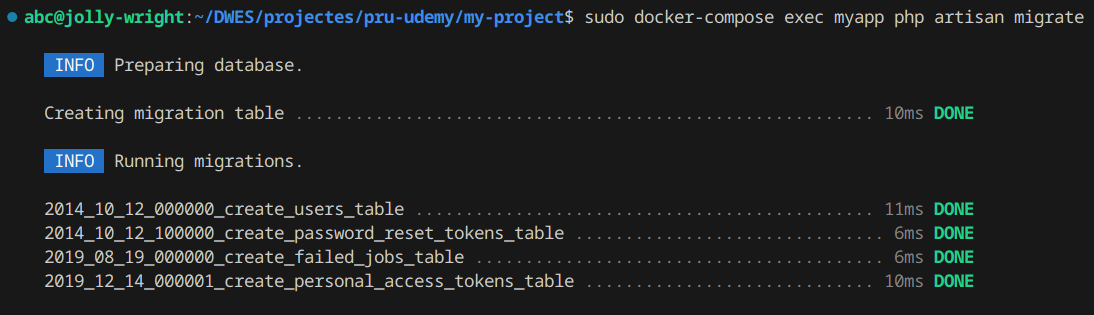 abc@jolly-wright:~/DWES/projectes/pru-udemy/my-project$ sudo docker-compose exec myapp php artisan migrate
INFO Preparing database.
Creating migration table .......................................................... 10ms DONE
INFO Running migrations.
2014_10_12_000000_create_users_table .............................................. 11ms DONE
2014_10_12_100000_create_password_reset_tokens_table ............................... 6ms DONE
2019_08_19_000000_create_failed_jobs_table ......................................... 6ms DONE
2019_12_14_000001_create_personal_access_tokens_table ............................. 10ms DONE